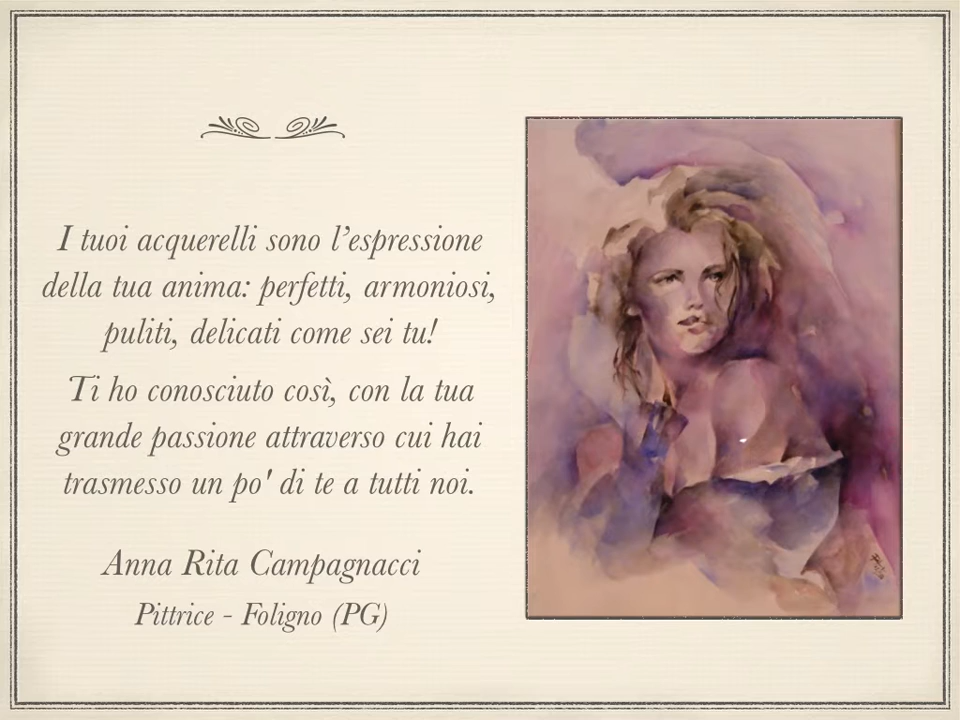 I tuoi acquerelli sono l’espressione
della tua anima: perfetti, armoniosi,
puliti, delicati come sei tu!
Ti ho conosciuto così, con la tua
grande passione attraverso cui hai
trasmesso un po' di te a tutti noi.
Anna Rita Campagnacci
Pittrice - Foligno (PG)